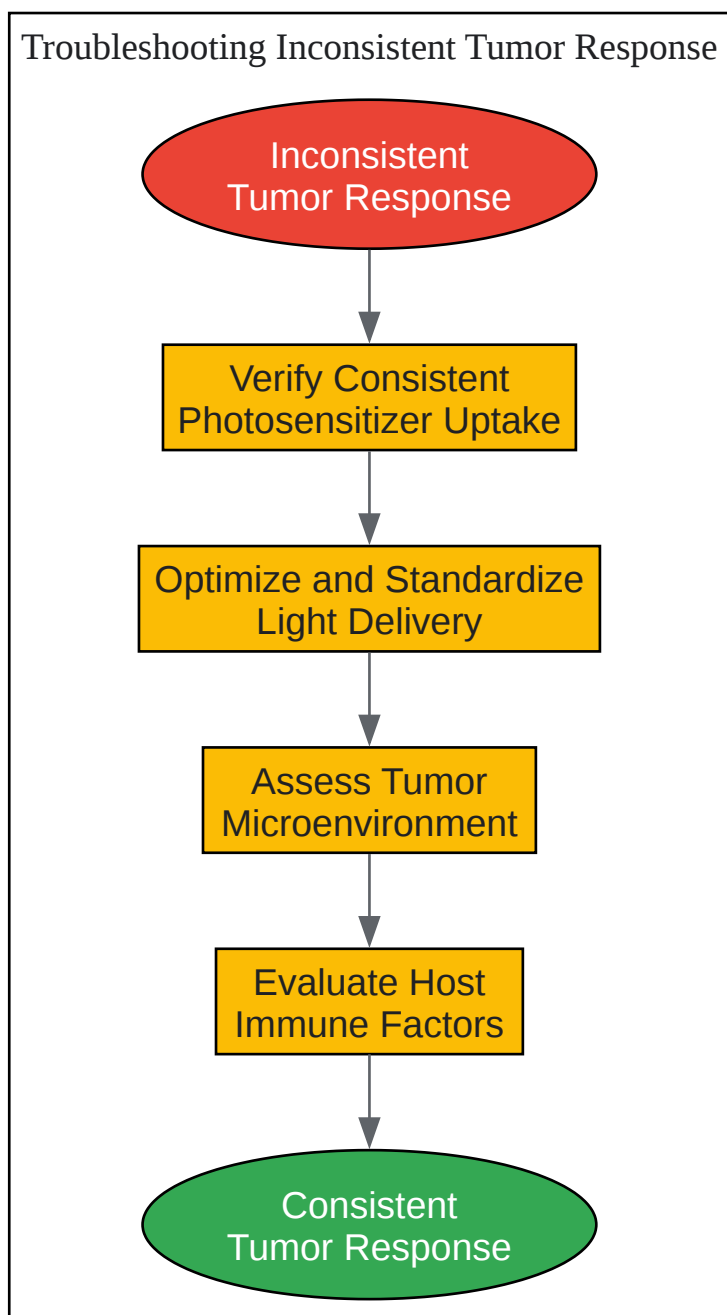 Troubleshooting Inconsistent Tumor Response
Inconsistent
Tumor Response
Verify Consistent
Photosensitizer Uptake
Optimize and Standardize
Light Delivery
Assess Tumor
Microenvironment
Evaluate Host
Immune Factors
Consistent
Tumor Response